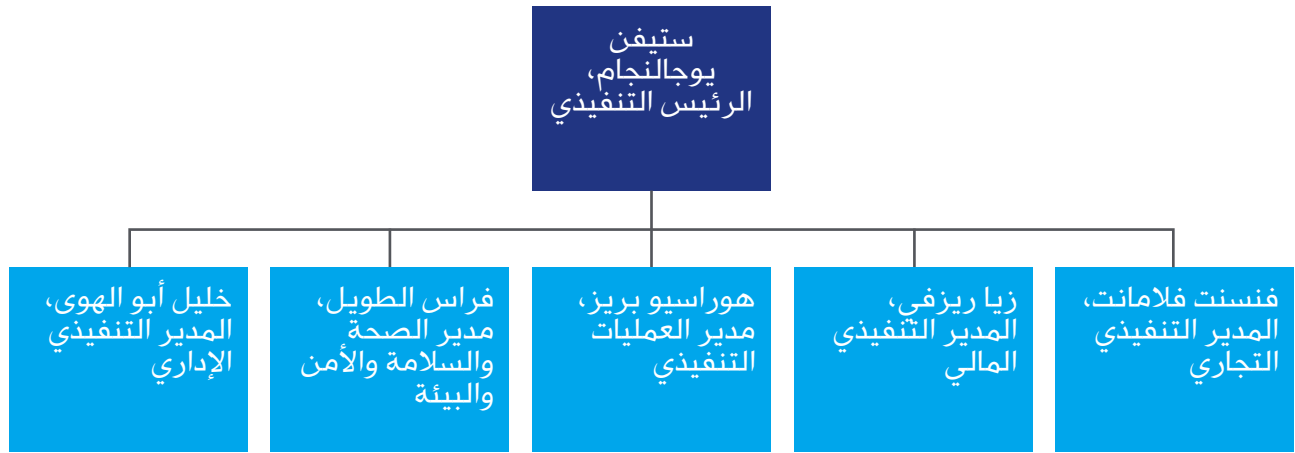 ستيفن
يوجالنجام،
الرئيس التنفيذي
فنسنت فلامانت،
المدير التنفيذي
التجاري
زيا ريزفي،
المدير التنفيذي
المالي
هوراسيو بريز،
مدير العمليات
التنفيذي
فراس الطويل،
مدير الصحة
والسلامة والأمن
والبيئة
خليل أبو الهوى،
المدير التنفيذي
الإداري